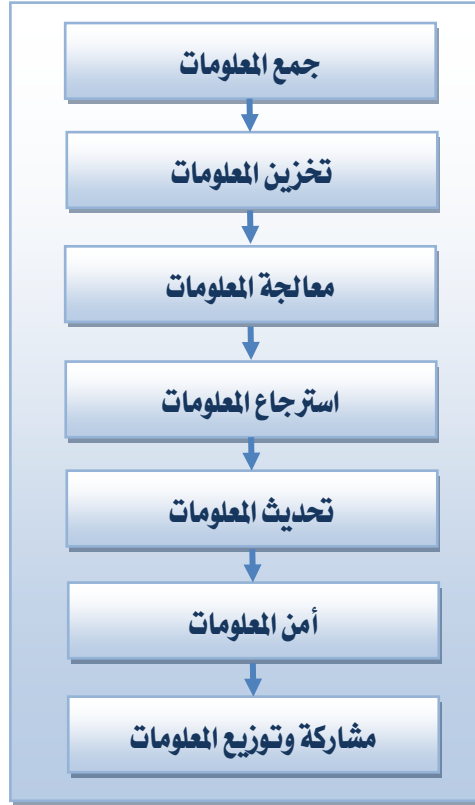 جمع المعلومات
تخزين المعلومات
معالجة المعلومات
استرجاع المعلومات
تحديث المعلومات
أمن المعلومات
مشاركة وتوزيع المعلومات